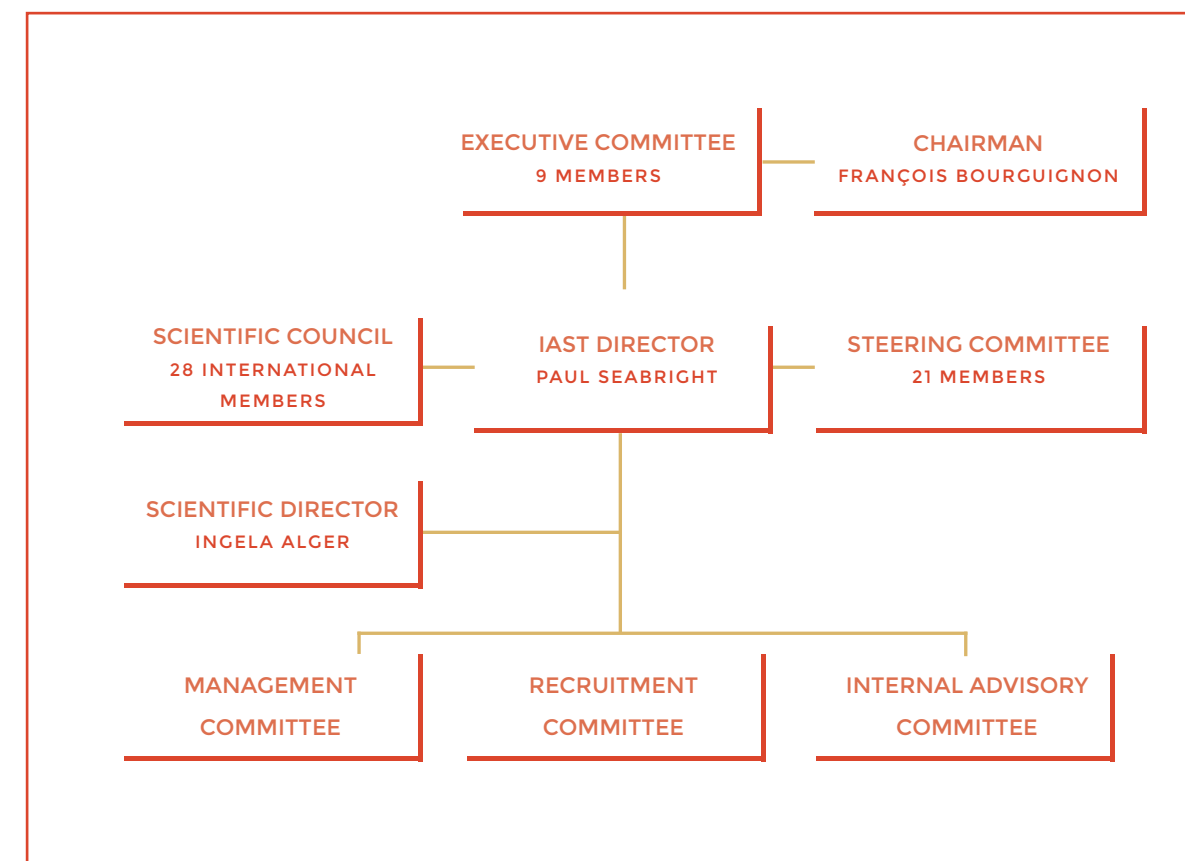 EXECUTIVE COMMITTEE
9 MEMBERS
CHAIRMAN
FRANÇOIS BOURGUIGNON
SCIENTIFIC COUNCIL
28 INTERNATIONAL
MEMBERS
IAST DIRECTOR
PAUL SEABRIGHT
STEERING COMMITTEE
21 MEMBERS
SCIENTIFIC DIRECTOR
INGELA ALGER
MANAGEMENT
COMMITTEE
RECRUITMENT
COMMITTEE
INTERNAL ADVISORY
COMMITTEE